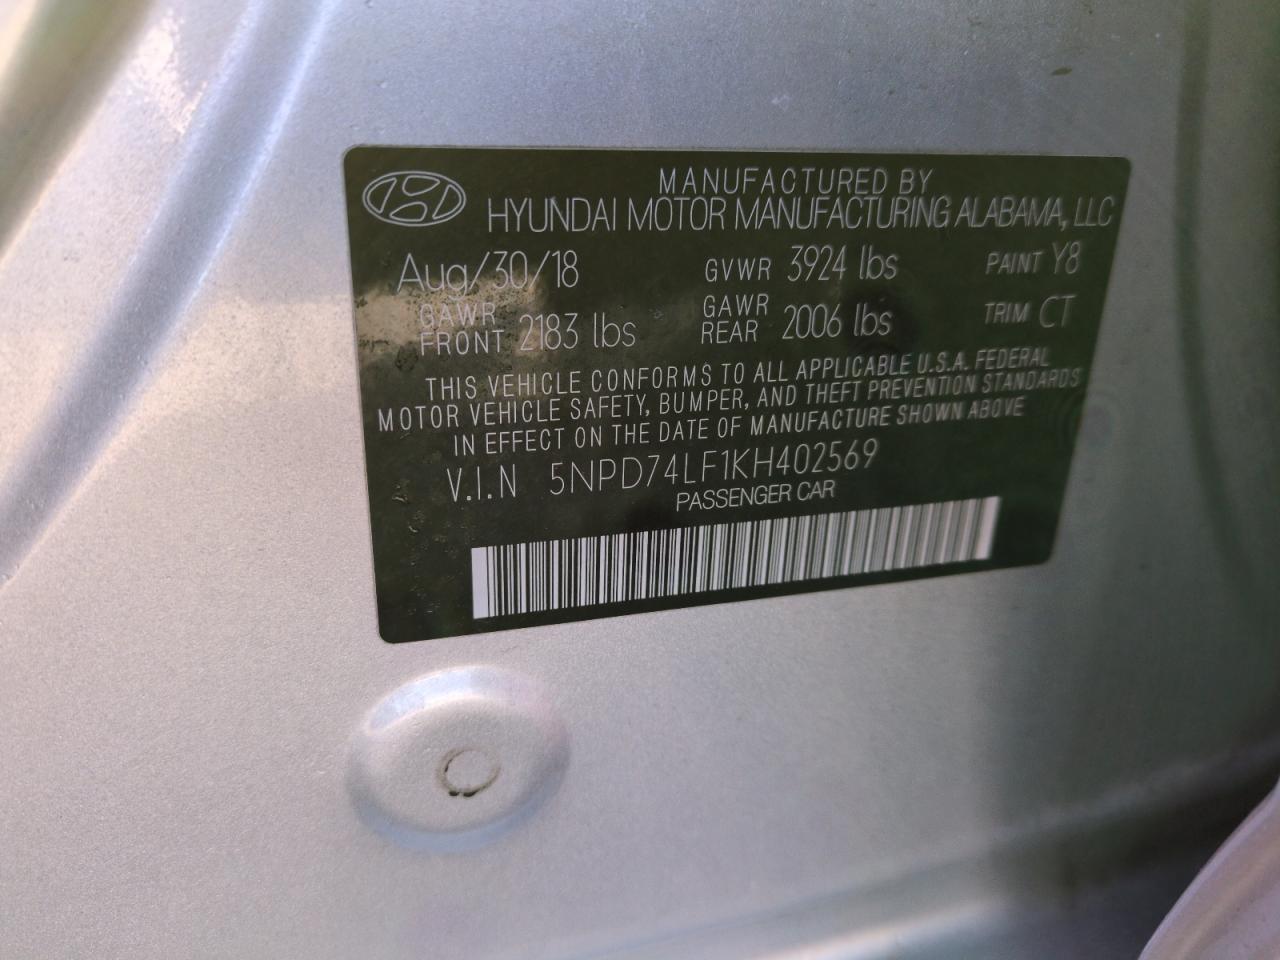 MANUFACTURED BY
HYUNDAI MOTOR MANUFACTURING ALABAMA, LLC
Aug/30/18 GVWR 3924 lbs PAINT Y8
GAWR FRONT 2183 lbs GAWR REAR 2006 lbs TRIM CT
THIS VEHICLE CONFORMS TO ALL APPLICABLE U.S.A. FEDERAL
MOTOR VEHICLE SAFETY, BUMPER, AND THEFT PREVENTION STANDARDS
IN EFFECT ON THE DATE OF MANUFACTURE SHOWN ABOVE
V.I.N 5NPD74LF1KH402569
PASSENGER CAR